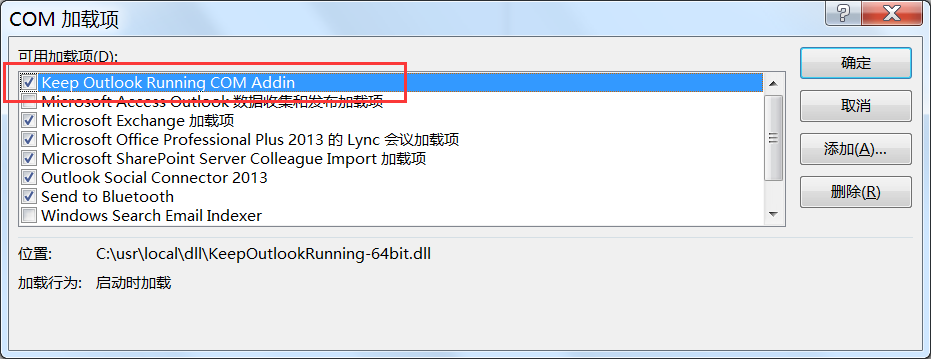 COM 加载项
可用加载项(D):
Keep Outlook Running COM Addin
Microsoft Access Outlook 数据收集和发布加载项
Microsoft Exchange 加载项
Microsoft Office Professional Plus 2013 的 Lync 会议加载项
Microsoft SharePoint Server Colleague Import 加载项
Outlook Social Connector 2013
Send to Bluetooth
Windows Search Email Indexer
确定
取消
添加(A)...
删除(R)
位置: C:\usr\local\dll\KeepOutlookRunning-64bit.dll
加载行为: 启动时加载